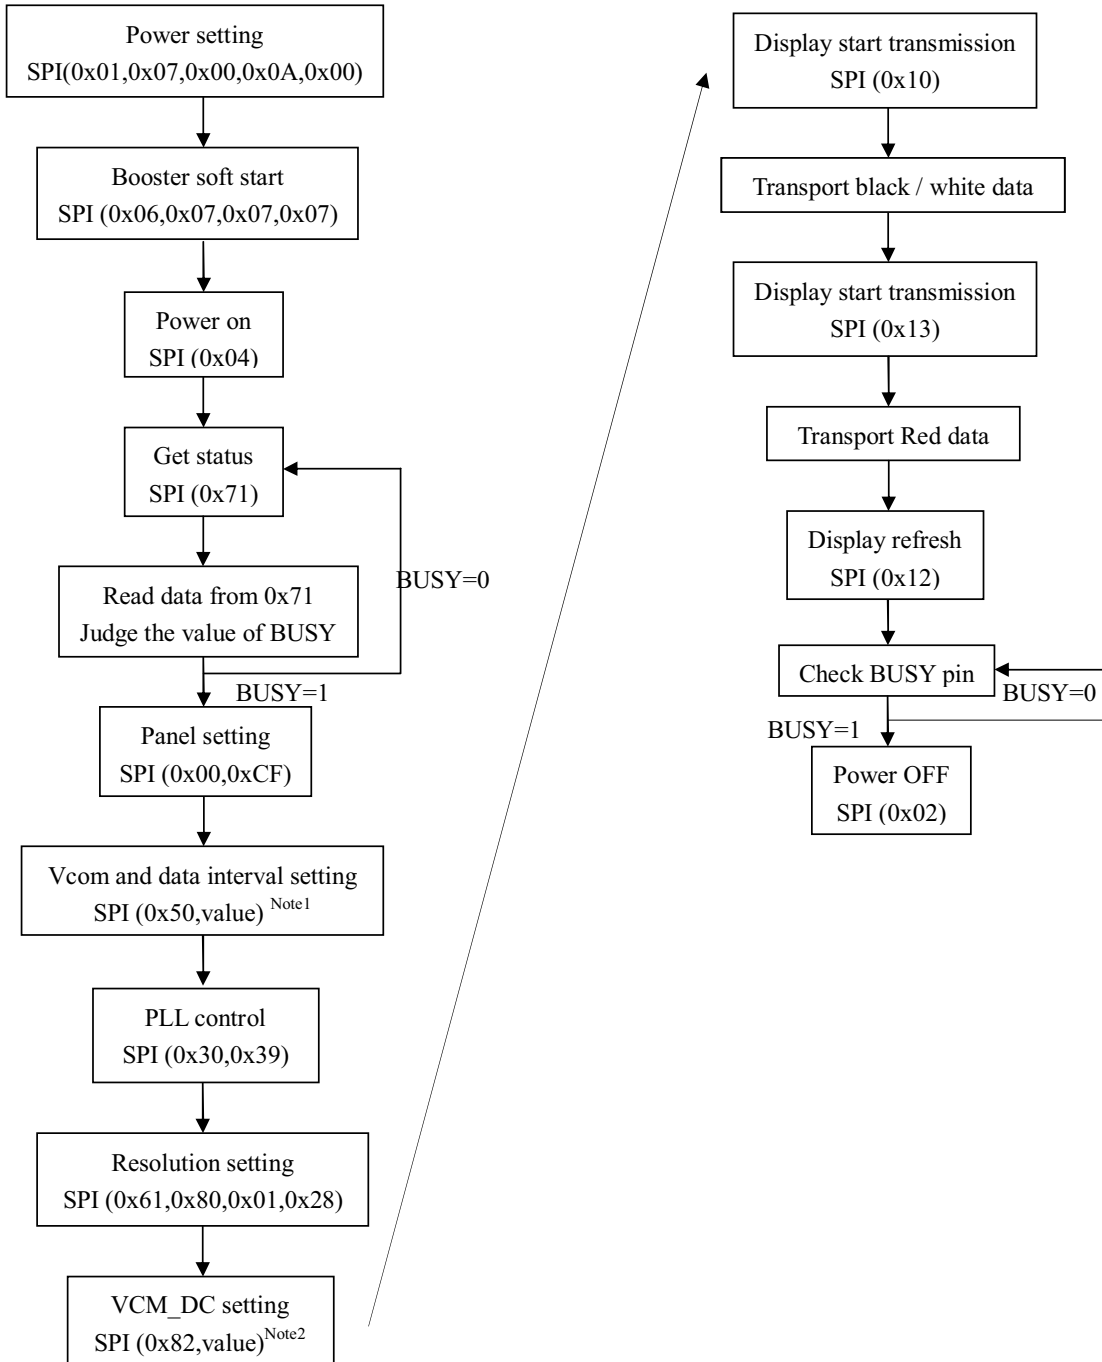 Power setting
SPI(0x01,0x07,0x00,0x0A,0x00)
Booster soft start
SPI (0x06,0x07,0x07,0x07)
Power on
SPI (0x04)
Get status
SPI (0x71)
BUSY=0
Read data from 0x71
Judge the value of BUSY
BUSY=1
Panel setting
SPI (0x00,0xCF)
Vcom and data interval setting
SPI (0x50,value) Note1
PLL control
SPI (0x30,0x39)
Resolution setting
SPI (0x61,0x80,0x01,0x28)
VCM_DC setting
SPI (0x82,value)Note2
Display start transmission
SPI (0x10)
Transport black / white data
Display start transmission
SPI (0x13)
Transport Red data
Display refresh
SPI (0x12)
Check BUSY pin
BUSY=0
BUSY=1
Power OFF
SPI (0x02)